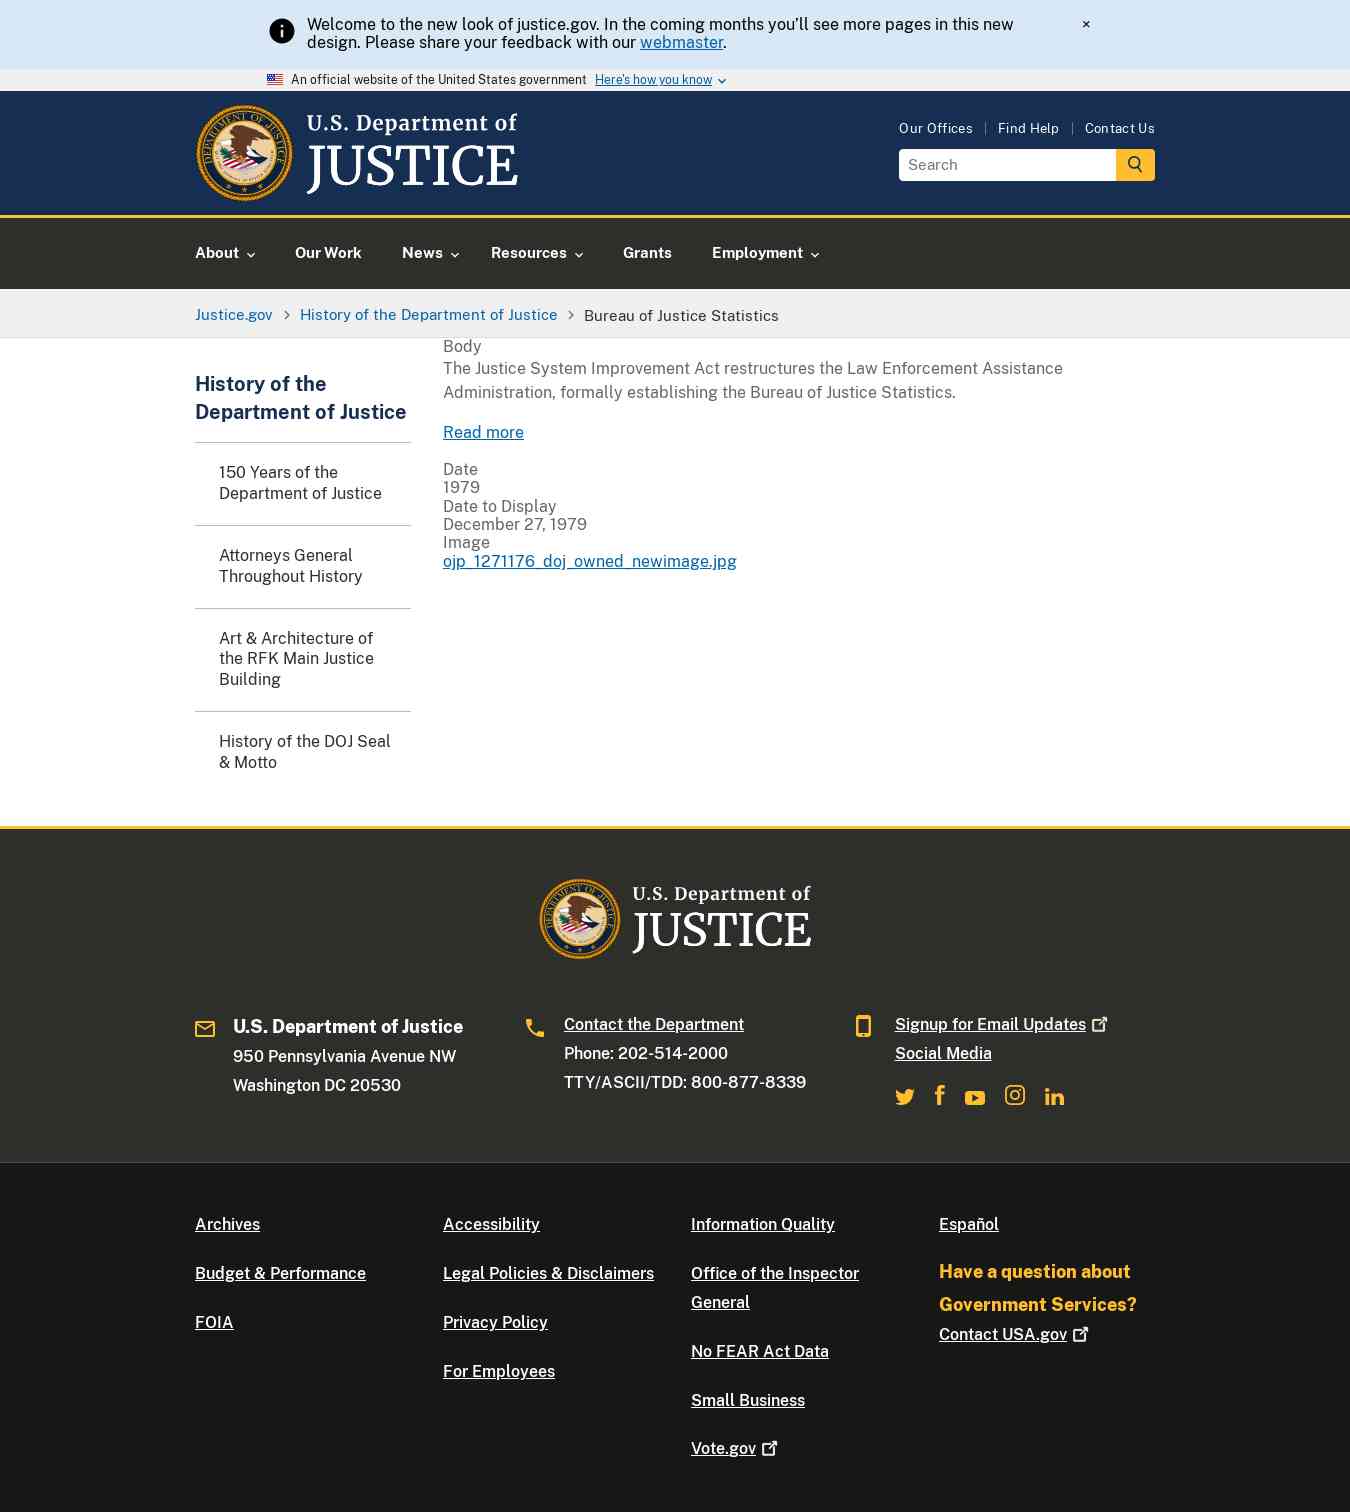 Welcome to the new look of justice.gov. In the coming months you'll see more pages in this new
design. Please share your feedback with our webmaster.
×
An official website of the United States government Here's how you know
U.S. Department of
JUSTICE
Our Offices
Find Help
Contact Us
Search
About
Our Work
News
Resources
Grants
Employment
Justice.gov
History of the Department of Justice
Bureau of Justice Statistics
History of the
Department of Justice
150 Years of the
Department of Justice
Attorneys General
Throughout History
Art & Architecture of
the RFK Main Justice
Building
History of the DOJ Seal
& Motto
Body
The Justice System Improvement Act restructures the Law Enforcement Assistance
Administration, formally establishing the Bureau of Justice Statistics.
Read more
Date
1979
Date to Display
December 27, 1979
Image
ojp_1271176_doj_owned_newimage.jpg
U.S. Department of
JUSTICE
U.S. Department of Justice
950 Pennsylvania Avenue NW
Washington DC 20530
Contact the Department
Phone: 202-514-2000
TTY/ASCII/TDD: 800-877-8339
Signup for Email Updates
Social Media
Archives
Budget & Performance
FOIA
Accessibility
Legal Policies & Disclaimers
Privacy Policy
For Employees
Information Quality
Office of the Inspector
General
No FEAR Act Data
Small Business
Vote.gov
Español
Have a question about
Government Services?
Contact USA.gov